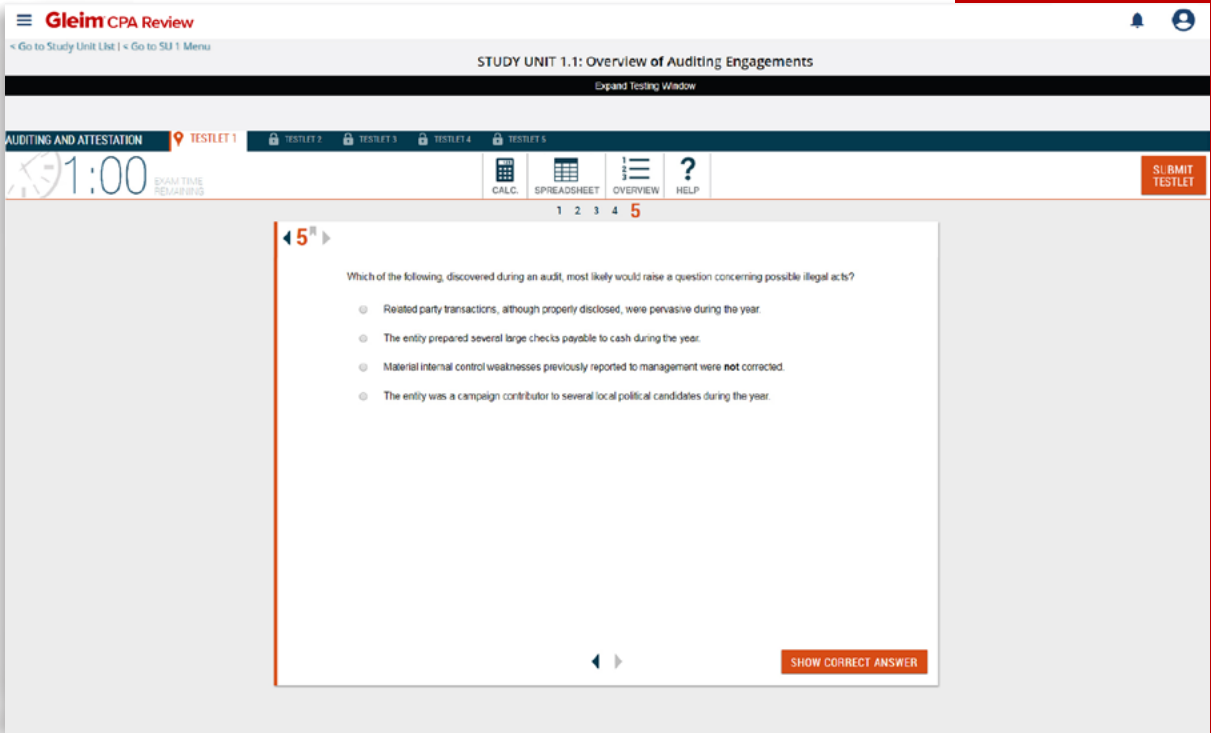 Gleim CPA Review
< Go to Study Unit List | < Go to SU 1 Menu
STUDY UNIT 1.1: Overview of Auditing Engagements
Expand Testing Window
AUDITING AND ATTESTATION TESTLET 1 TESTLET 2 TESTLET 3 TESTLET 4 TESTLET 5
1:00 EXAM TIME REMAINING
CALC. SPREADSHEET OVERVIEW HELP
SUBMIT TESTLET
1 2 3 4 5
5
Which of the following, discovered during an audit, most likely would raise a question concerning possible illegal acts?
Related party transactions, although properly disclosed, were pervasive during the year.
The entity prepared several large checks payable to cash during the year.
Material internal control weaknesses previously reported to management were not corrected.
The entity was a campaign contributor to several local political candidates during the year.
SHOW CORRECT ANSWER